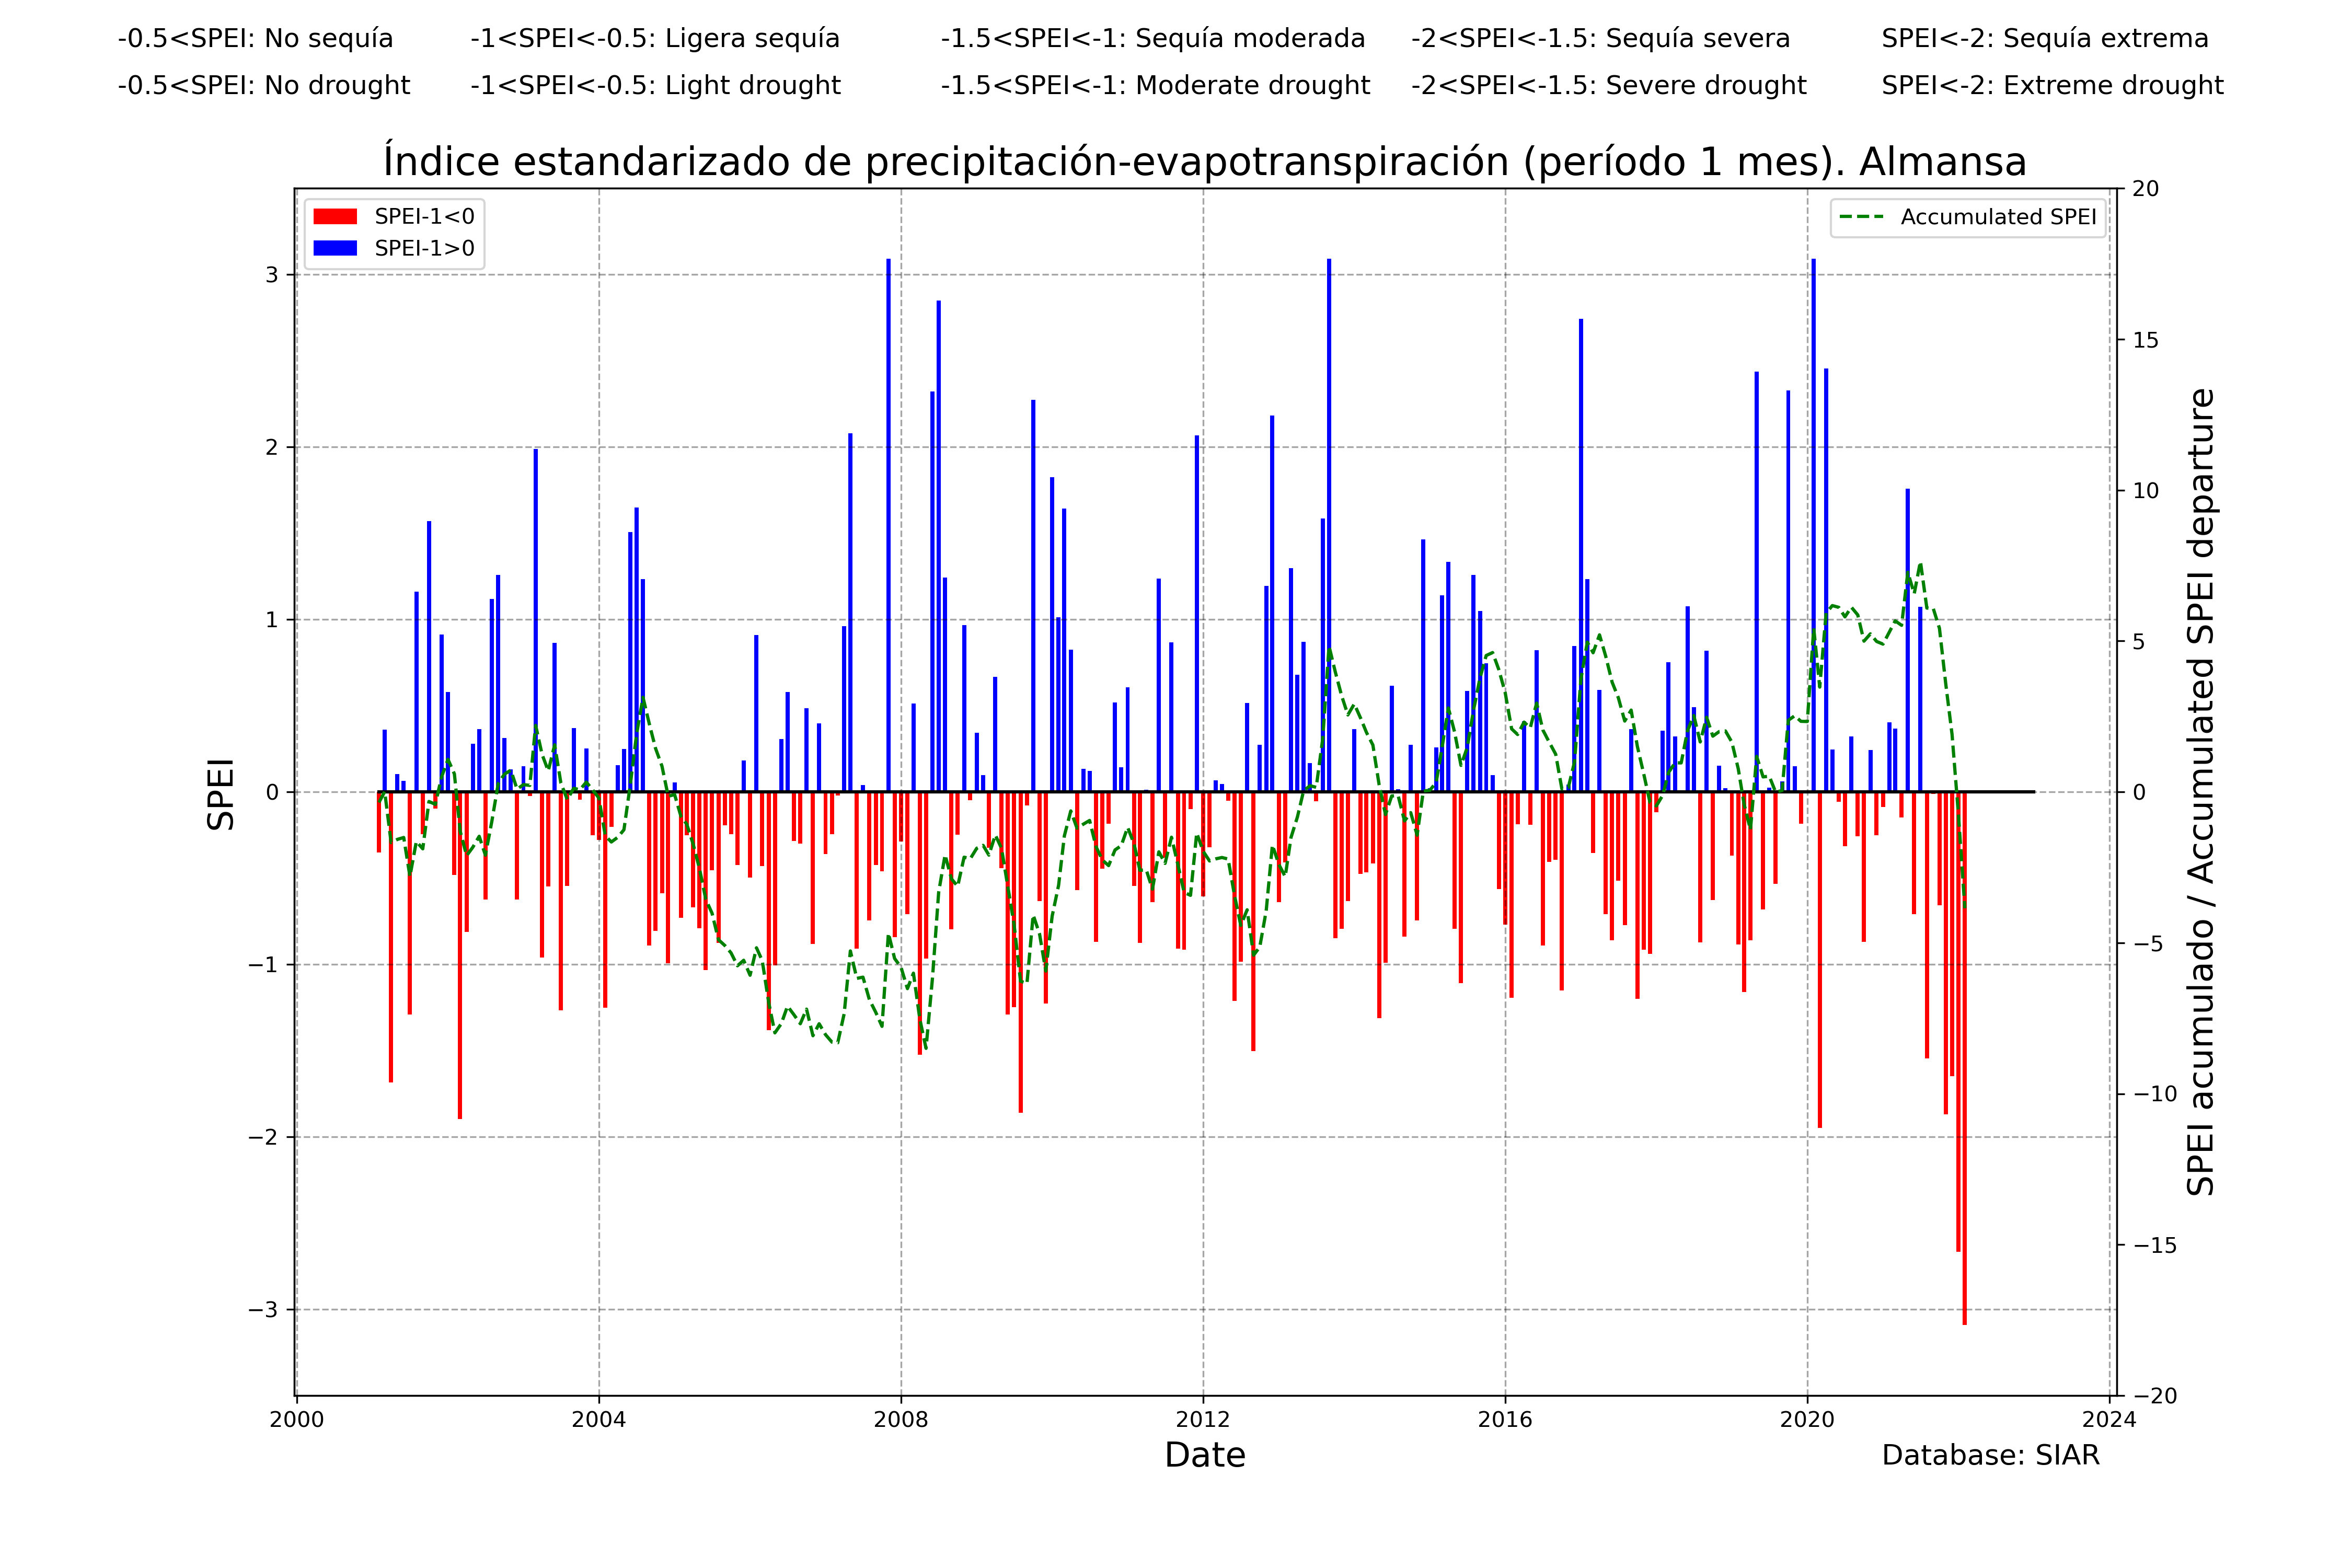 -0.5<SPEI: No sequía -1<SPEI<-0.5: Ligera sequía -1.5<SPEI<-1: Sequía moderada -2<SPEI<-1.5: Sequía severa SPEI<-2: Sequía extrema
-0.5<SPEI: No drought -1<SPEI<-0.5: Light drought -1.5<SPEI<-1: Moderate drought -2<SPEI<-1.5: Severe drought SPEI<-2: Extreme drought
Índice estandarizado de precipitación-evapotranspiración (período 1 mes). Almansa
SPEI-1<0
SPEI-1>0
Accumulated SPEI
SPEI
3
2
1
0
−1
−2
−3
20
15
10
5
0
−5
−10
−15
−20
SPEI acumulado / Accumulated SPEI departure
2000 2004 2008 2012 2016 2020 2024
Date
Database: SIAR